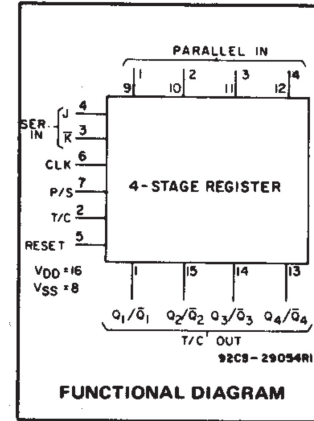 PARALLEL IN
1 2 3 14
9 10 11 12
SER. IN
J 4
K̅ 3
CLK 6
P/S 7
T/C 2
RESET 5
4-STAGE REGISTER
VDD =16
VSS =8
1 15 14 13
Q1/Q̅1 Q2/Q̅2 Q3/Q̅3 Q4/Q̅4
T/C OUT
92CS-29054RI
FUNCTIONAL DIAGRAM